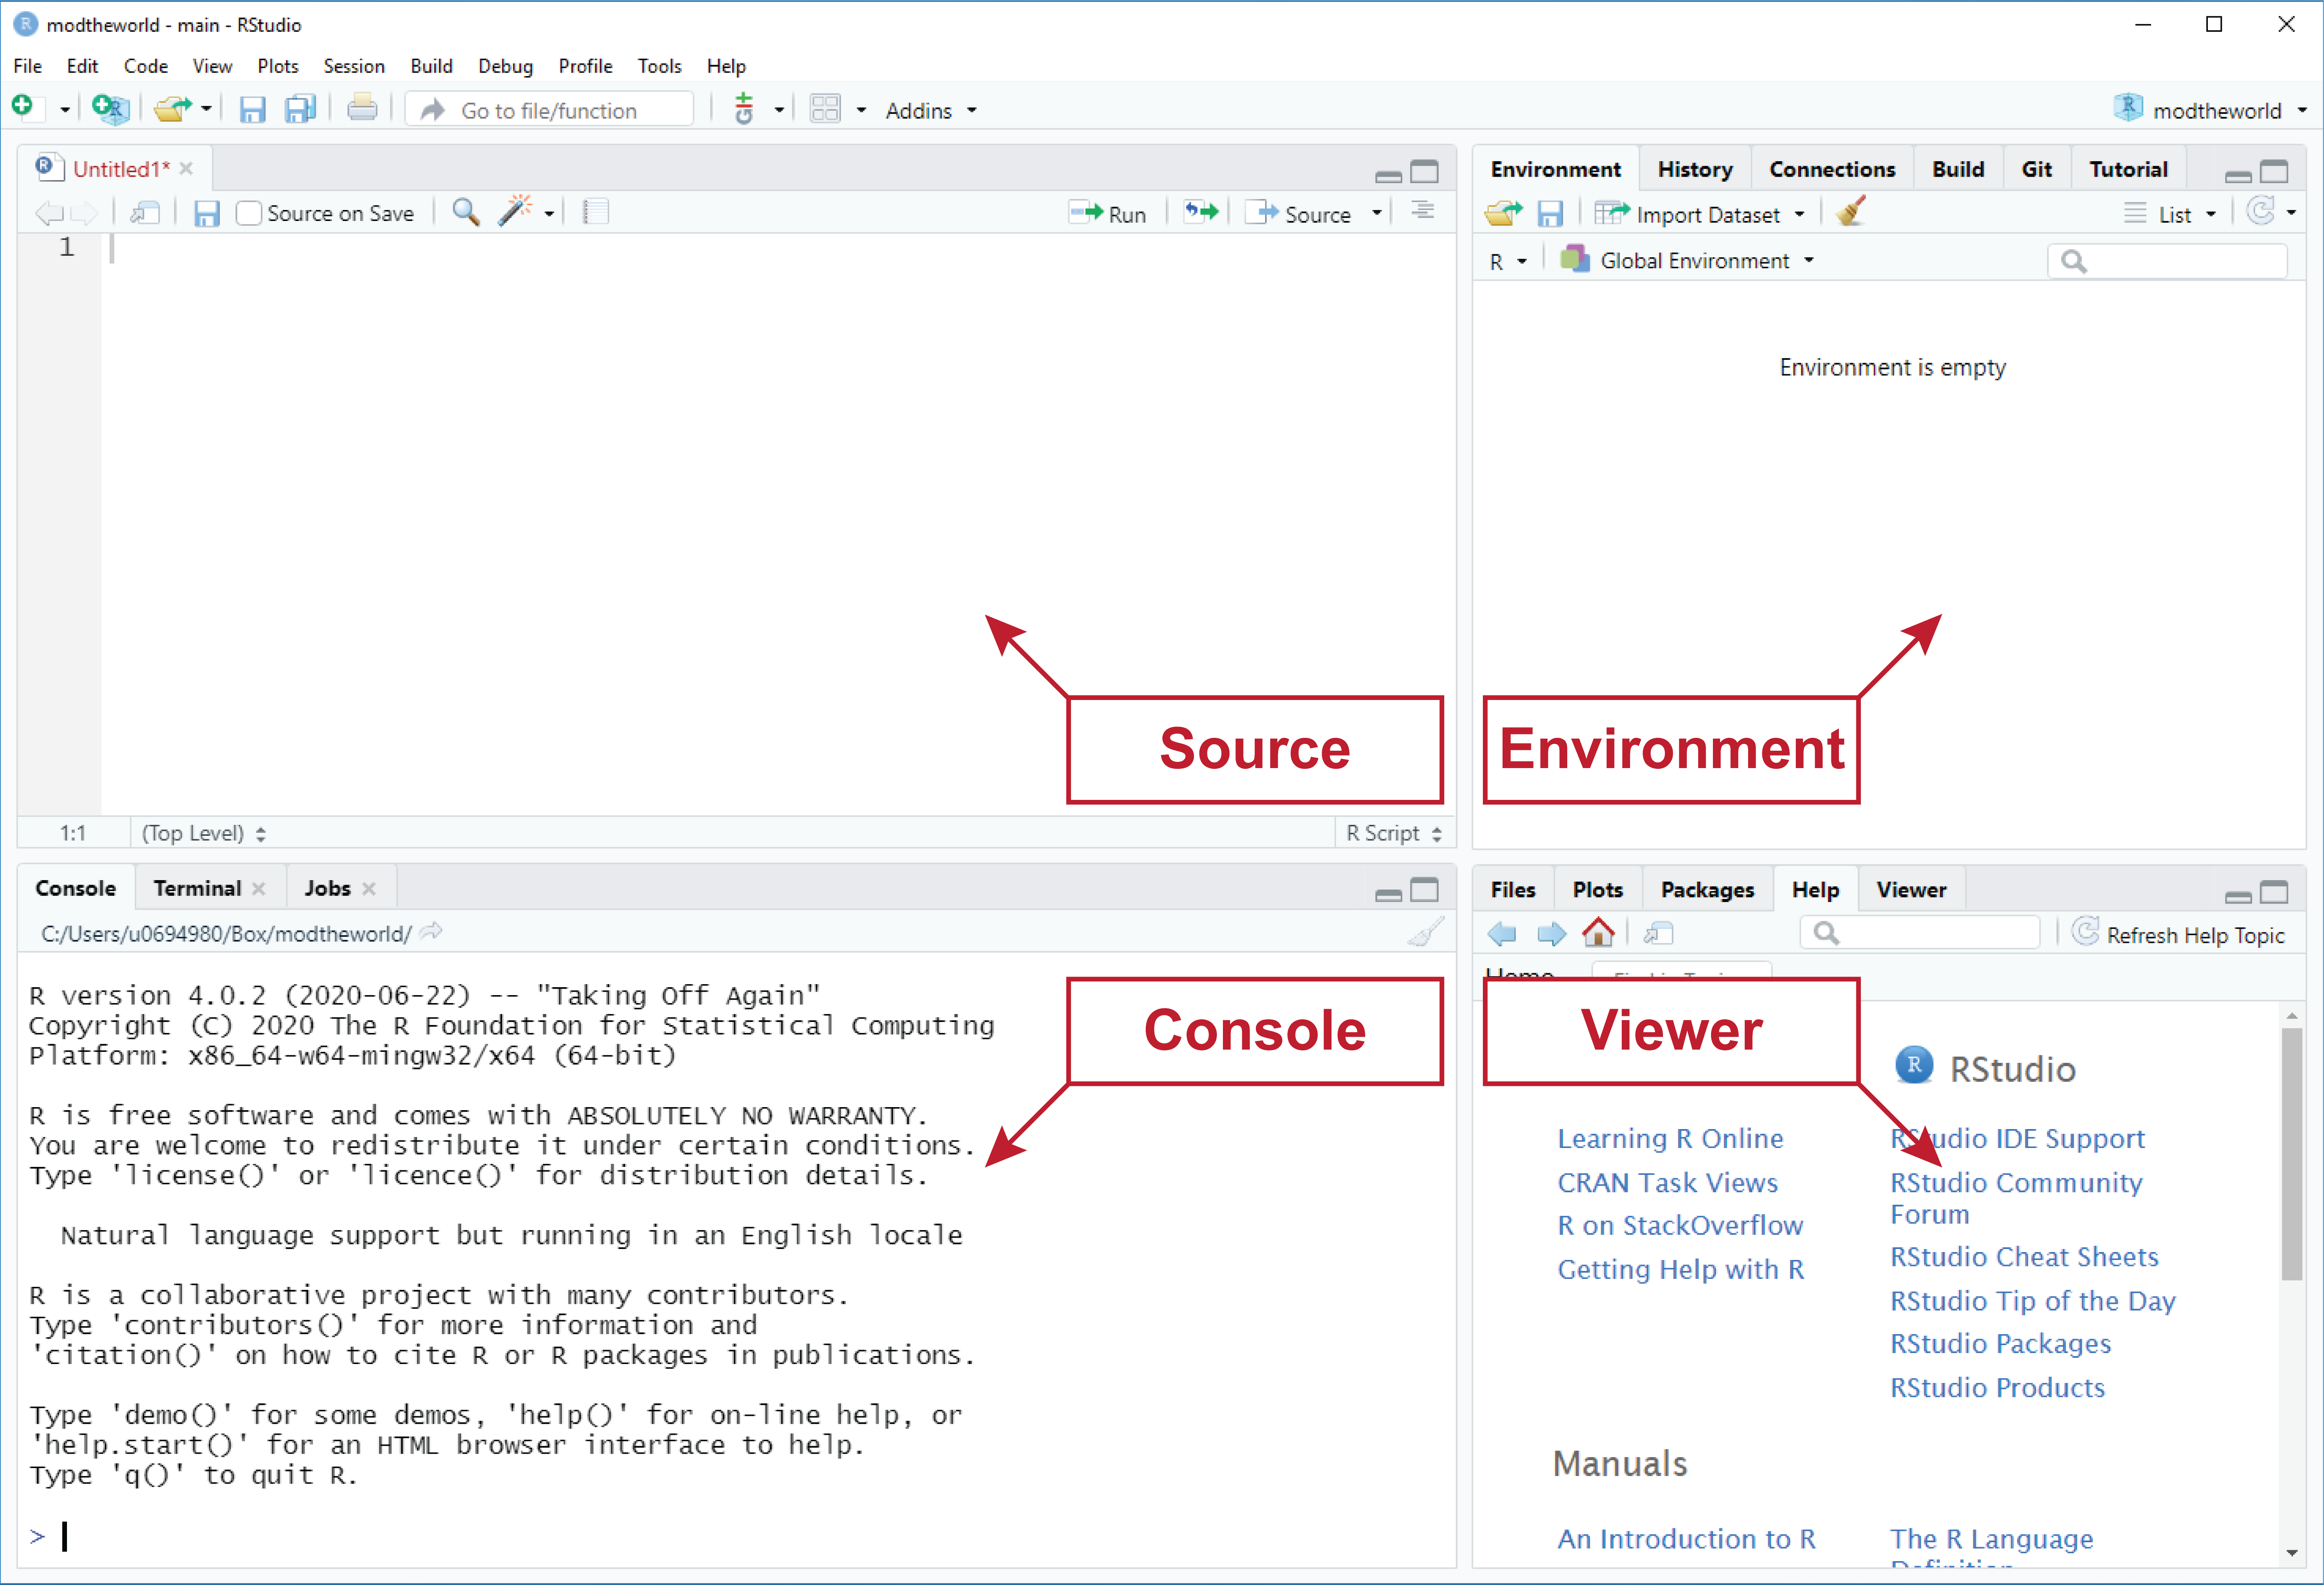 modtheworld - main - RStudio
File Edit Code View Plots Session Build Debug Profile Tools Help
Go to file/function Addins modtheworld
Untitled1*
Source on Save Run Source
1
Source
1:1 (Top Level) R Script
Environment History Connections Build Git Tutorial
Import Dataset List
R Global Environment
Environment is empty
Environment
Console Terminal Jobs
C:/Users/u0694980/Box/modtheworld/
R version 4.0.2 (2020-06-22) -- "Taking Off Again"
Copyright (C) 2020 The R Foundation for Statistical Computing
Platform: x86_64-w64-mingw32/x64 (64-bit)
R is free software and comes with ABSOLUTELY NO WARRANTY.
You are welcome to redistribute it under certain conditions.
Type 'license()' or 'licence()' for distribution details.
Natural language support but running in an English locale
R is a collaborative project with many contributors.
Type 'contributors()' for more information and
'citation()' on how to cite R or R packages in publications.
Type 'demo()' for some demos, 'help()' for on-line help, or
'help.start()' for an HTML browser interface to help.
Type 'q()' to quit R.
>
Console
Files Plots Packages Help Viewer
Refresh Help Topic
Home
Viewer
RStudio
Learning R Online
CRAN Task Views
R on StackOverflow
Getting Help with R
RStudio IDE Support
RStudio Community
Forum
RStudio Cheat Sheets
RStudio Tip of the Day
RStudio Packages
RStudio Products
Manuals
An Introduction to R
The R Language